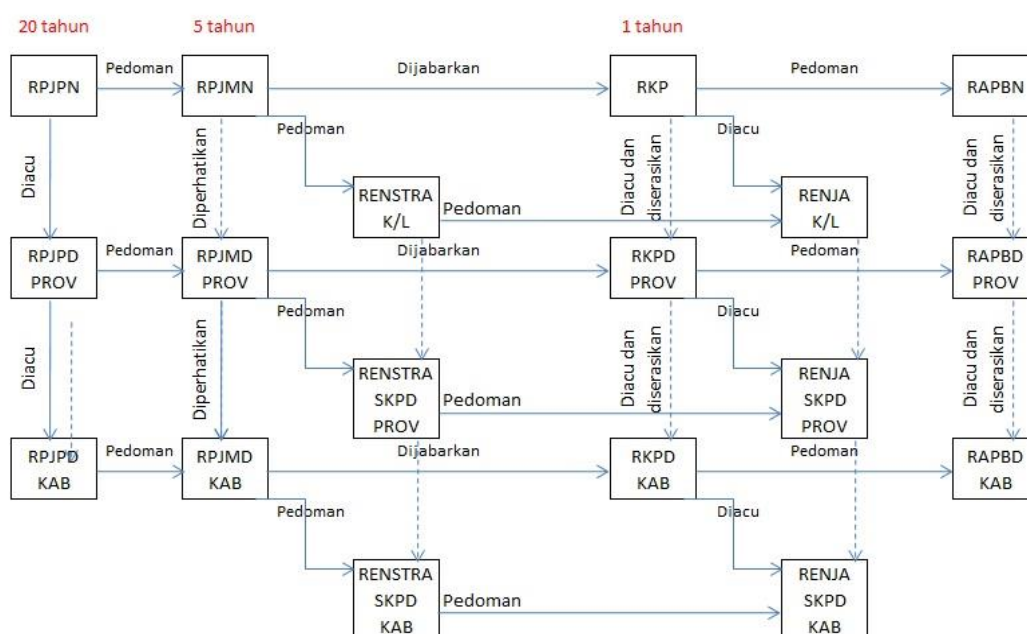 20 tahun
5 tahun
1 tahun
RPJPN
Pedoman
RPJMN
Dijabarkan
RKP
Pedoman
RAPBN
Diacu
Diperhatikan
Pedoman
Diacu dan
diserasikan
Diacu
Diacu dan
diserasikan
RENSTRA
K/L
Pedoman
RENJA
K/L
RPJPD
PROV
Pedoman
RPJMD
PROV
Dijabarkan
RKPD
PROV
Pedoman
RAPBD
PROV
Diacu
Diperhatikan
Pedoman
Diacu dan
diserasikan
Diacu
Diacu dan
diserasikan
RENSTRA
SKPD
PROV
Pedoman
RENJA
SKPD
PROV
RPJPD
KAB
Pedoman
RPJMD
KAB
Dijabarkan
RKPD
KAB
Pedoman
RAPBD
KAB
Pedoman
Diacu
RENSTRA
SKPD
KAB
Pedoman
RENJA
SKPD
KAB